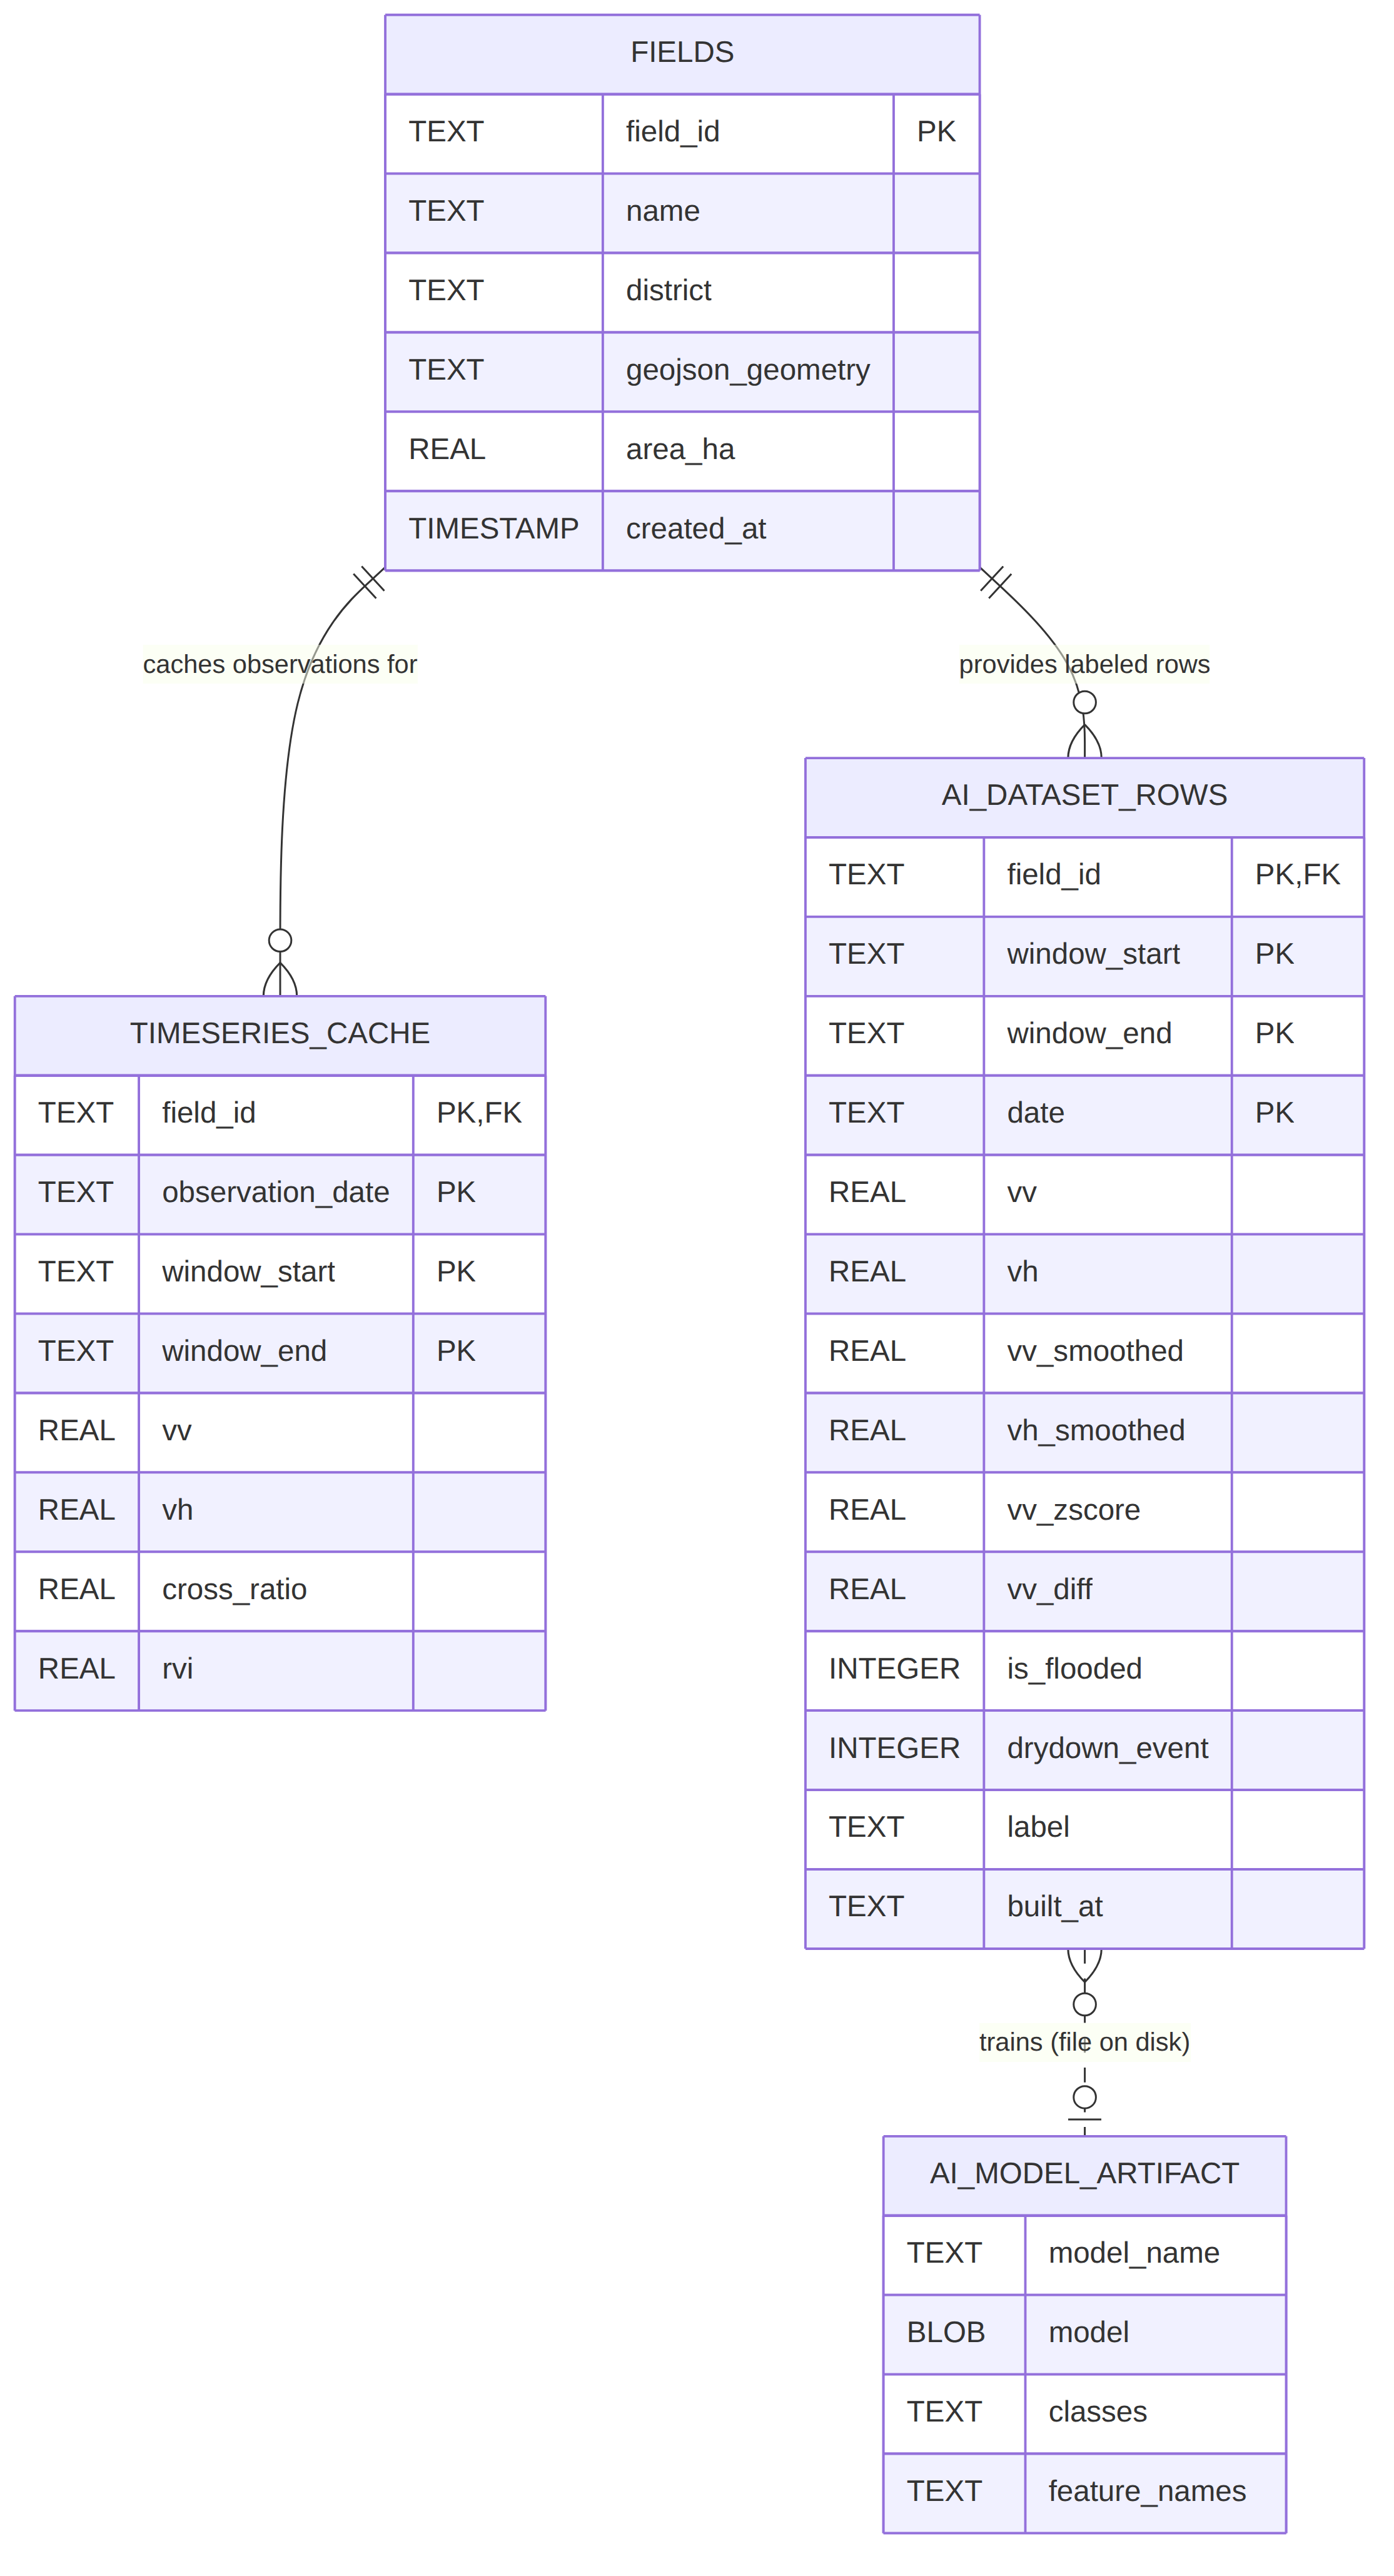 FIELDS
TEXT field_id PK
TEXT name
TEXT district
TEXT geojson_geometry
REAL area_ha
TIMESTAMP created_at
caches observations for
provides labeled rows
TIMESERIES_CACHE
TEXT field_id PK,FK
TEXT observation_date PK
TEXT window_start PK
TEXT window_end PK
REAL vv
REAL vh
REAL cross_ratio
REAL rvi
AI_DATASET_ROWS
TEXT field_id PK,FK
TEXT window_start PK
TEXT window_end PK
TEXT date PK
REAL vv
REAL vh
REAL vv_smoothed
REAL vh_smoothed
REAL vv_zscore
REAL vv_diff
INTEGER is_flooded
INTEGER drydown_event
TEXT label
TEXT built_at
trains (file on disk)
AI_MODEL_ARTIFACT
TEXT model_name
BLOB model
TEXT classes
TEXT feature_names